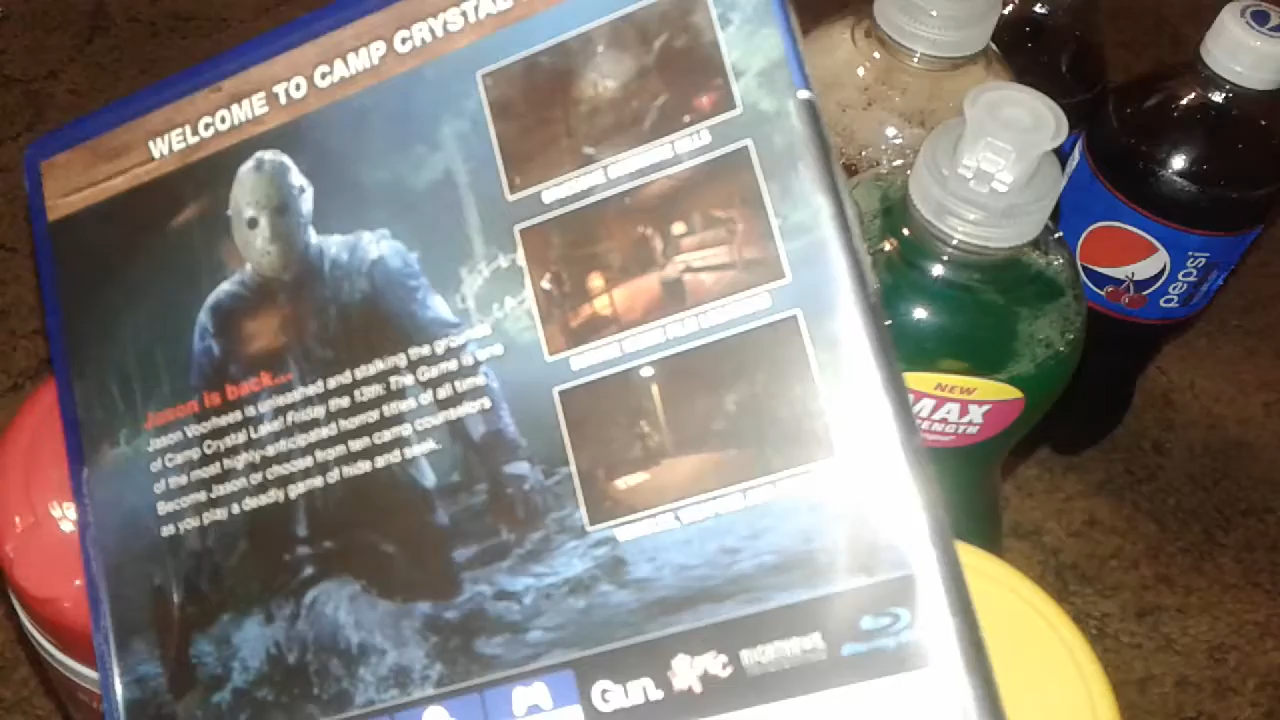 WELCOME TO CAMP CRYSTAL
Jason is back...
Jason Voorhees is unleashed and stalking the grounds
of Camp Crystal Lake! Friday the 13th: The Game is one
of the most highly-anticipated horror titles of all time.
Become Jason or choose from ten camp counselors
as you play a deadly game of hide and seek.
Gun.
pepsi
NEW
MAX